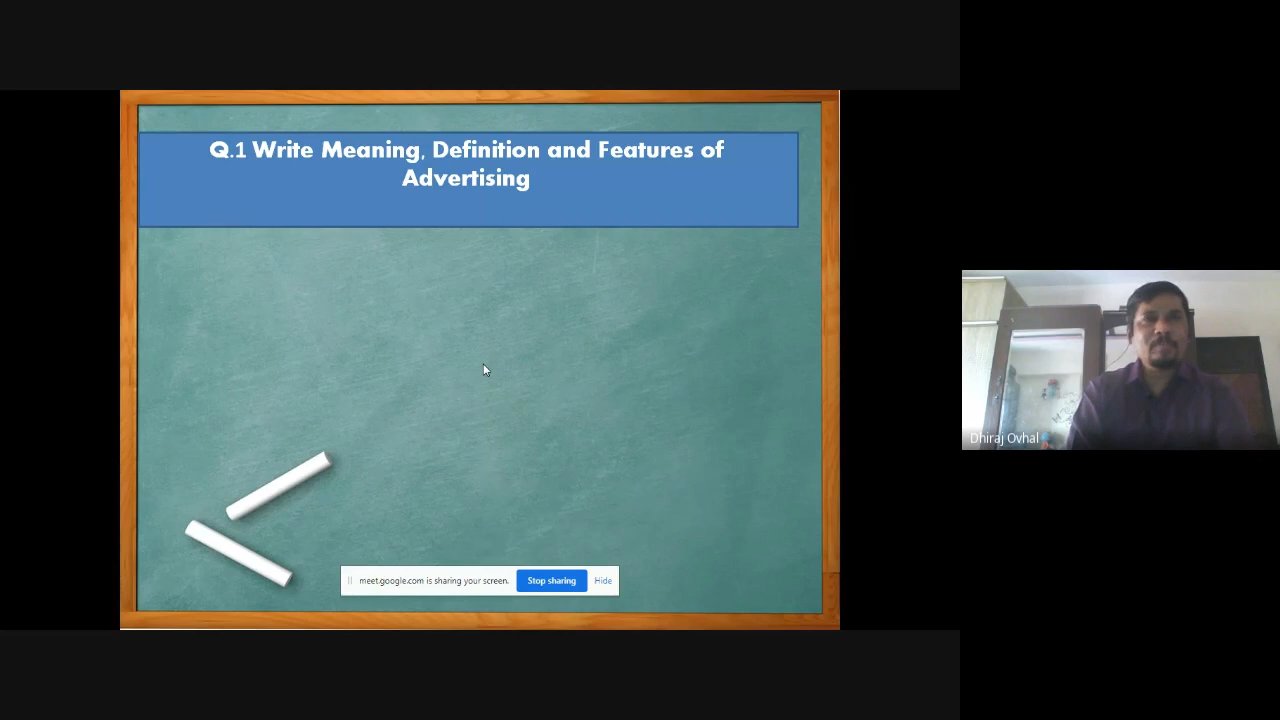 Q.1 Write Meaning, Definition and Features of
Advertising
meet.google.com is sharing your screen.
Stop sharing
Hide
Dhiraj Ovhal